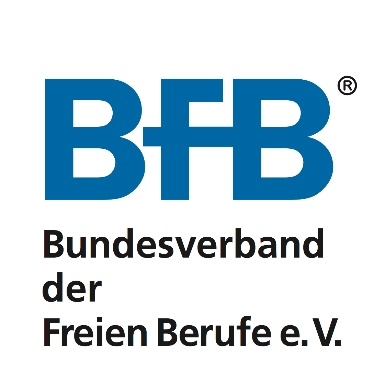 BFB®
Bundesverband
der
Freien Berufe e. V.